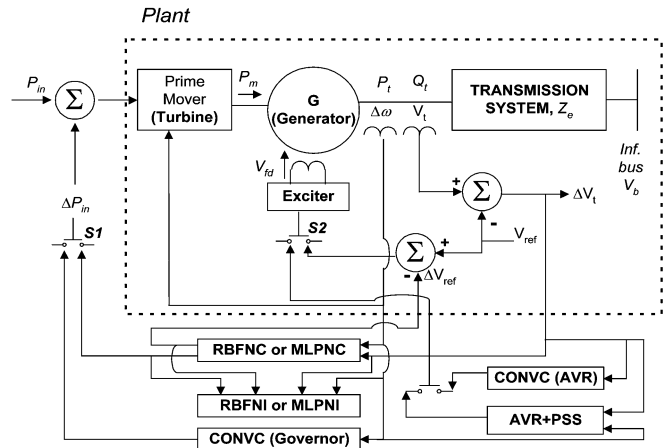 Plant
P_in
Σ
Prime
Mover
(Turbine)
P_m
G
(Generator)
P_t
Q_t
Δω
V_t
TRANSMISSION
SYSTEM, Z_e
Inf.
bus
V_b
V_fd
Exciter
ΔP_in
S1
S2
+
Σ
-
ΔV_t
V_ref
Σ
+
-
ΔV_ref
RBFNC or MLPNC
RBFNI or MLPNI
CONVC (Governor)
CONVC (AVR)
AVR+PSS